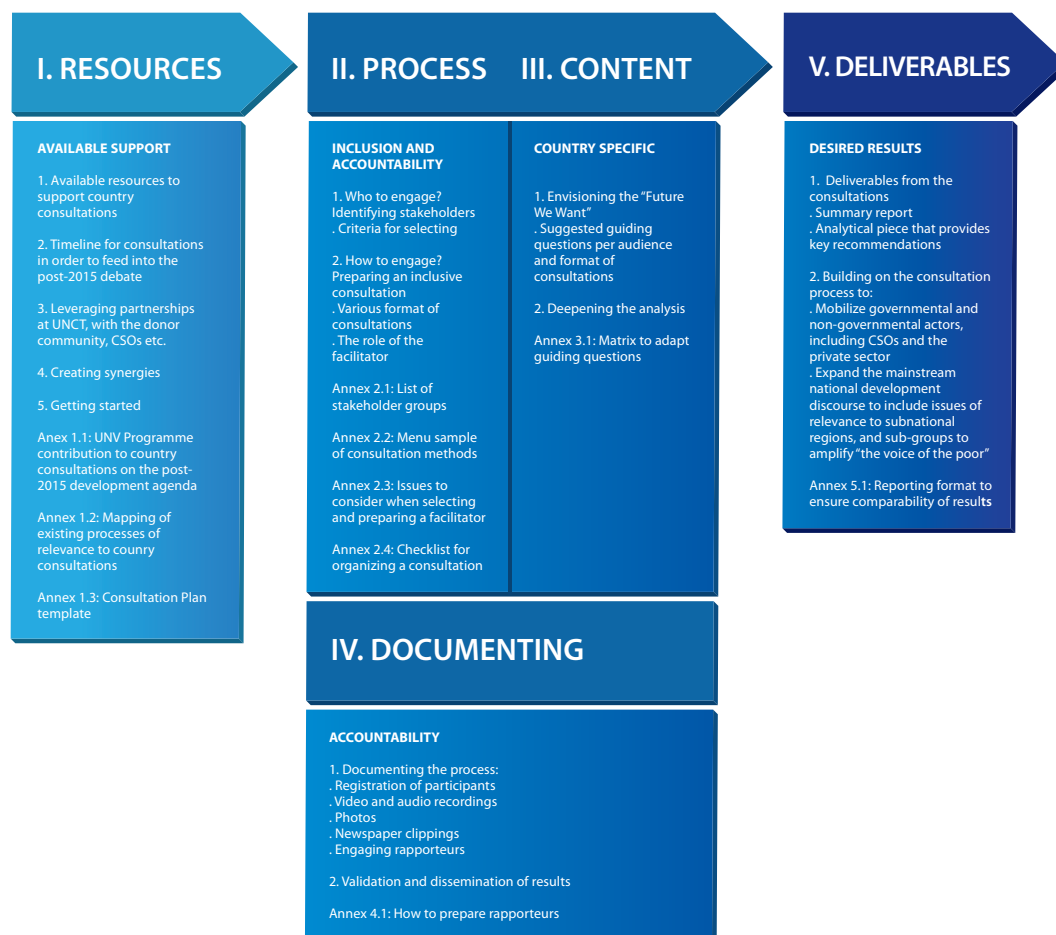 I. RESOURCES
AVAILABLE SUPPORT
1. Available resources to
support country
consultations
2. Timeline for consultations
in order to feed into the
post-2015 debate
3. Leveraging partnerships
at UNCT, with the donor
community, CSOs etc.
4. Creating synergies
5. Getting started
Anex 1.1: UNV Programme
contribution to country
consultations on the post-
2015 development agenda
Annex 1.2: Mapping of
existing processes of
relevance to counry
consultations
Annex 1.3: Consultation Plan
template
II. PROCESS
INCLUSION AND
ACCOUNTABILITY
1. Who to engage?
Identifying stakeholders
. Criteria for selecting
2. How to engage?
Preparing an inclusive
consultation
. Various format of
consultations
. The role of the
facilitator
Annex 2.1: List of
stakeholder groups
Annex 2.2: Menu sample
of consultation methods
Annex 2.3: Issues to
consider when selecting
and preparing a facilitator
Annex 2.4: Checklist for
organizing a consultation
III. CONTENT
COUNTRY SPECIFIC
1. Envisioning the “Future
We Want”
. Suggested guiding
questions per audience
and format of
consultations
2. Deepening the analysis
Annex 3.1: Matrix to adapt
guiding questions
IV. DOCUMENTING
ACCOUNTABILITY
1. Documenting the process:
. Registration of participants
. Video and audio recordings
. Photos
. Newspaper clippings
. Engaging rapporteurs
2. Validation and dissemination of results
Annex 4.1: How to prepare rapporteurs
V. DELIVERABLES
DESIRED RESULTS
1. Deliverables from the
consultations
. Summary report
. Analytical piece that provides
key recommendations
2. Building on the consultation
process to:
. Mobilize governmental and
non-governmental actors,
including CSOs and the
private sector
. Expand the mainstream
national development
discourse to include issues of
relevance to subnational
regions, and sub-groups to
amplify “the voice of the poor”
Annex 5.1: Reporting format to
ensure comparability of results